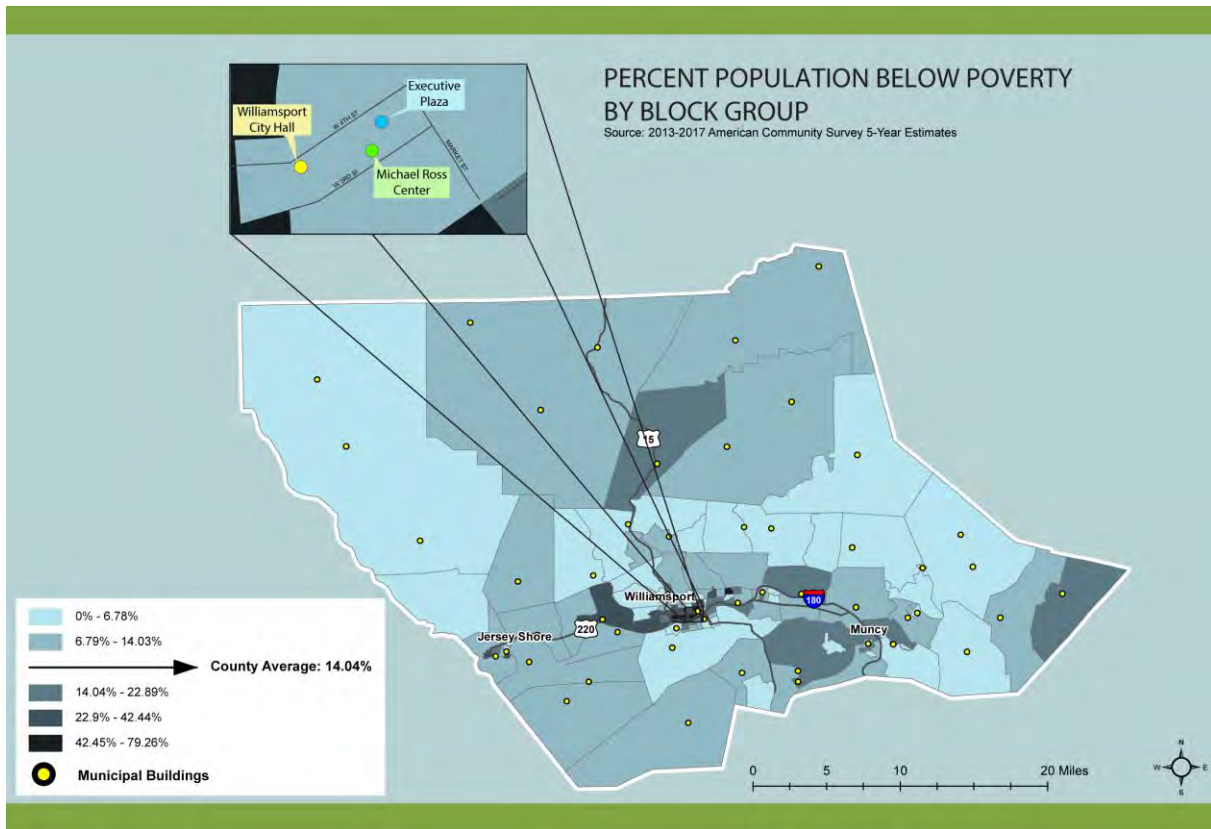 PERCENT POPULATION BELOW POVERTY
BY BLOCK GROUP
Source: 2013-2017 American Community Survey 5-Year Estimates
Executive
Plaza
Williamsport
City Hall
W 4TH ST
MARKET ST
W 3RD St
Michael Ross
Center
15
Williamsport
180
220
Jersey Shore
Muncy
0% - 6.78%
6.79% - 14.03%
County Average: 14.04%
14.04% - 22.89%
22.9% - 42.44%
42.45% - 79.26%
Municipal Buildings
0 5 10 20 Miles
N
W E
S